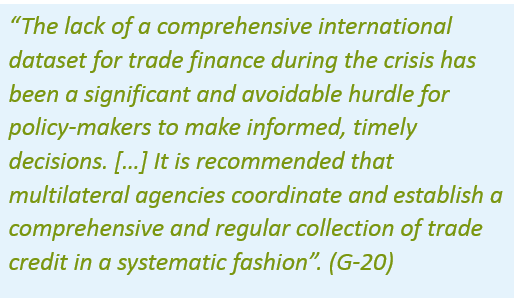 “The lack of a comprehensive international
dataset for trade finance during the crisis has
been a significant and avoidable hurdle for
policy-makers to make informed, timely
decisions. […] It is recommended that
multilateral agencies coordinate and establish a
comprehensive and regular collection of trade
credit in a systematic fashion”. (G-20)